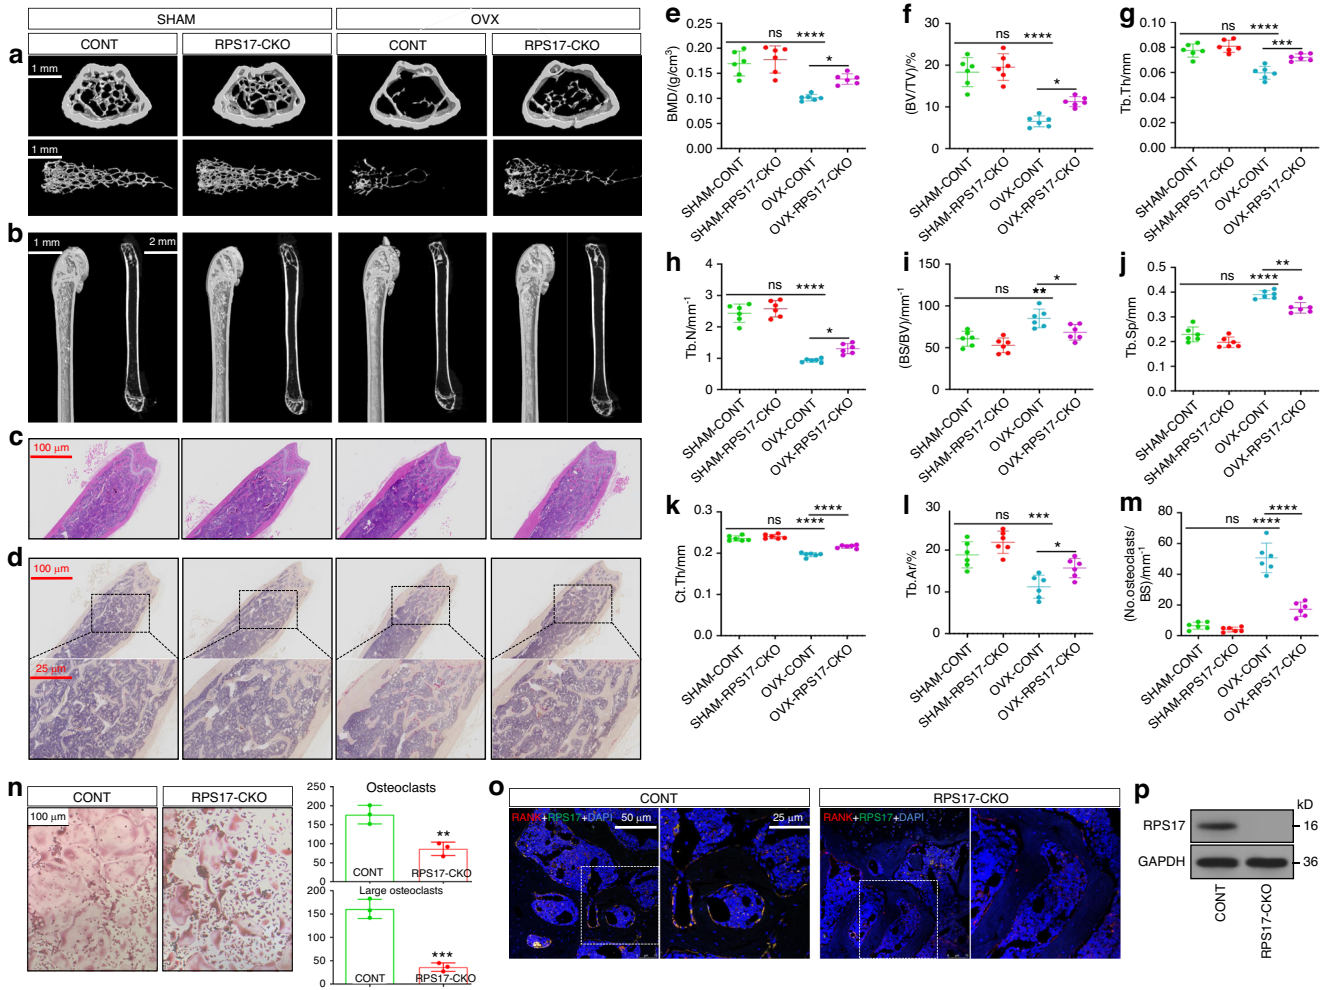 SHAM OVX
CONT RPS17-CKO CONT RPS17-CKO
a
1 mm
1 mm
b
1 mm 2 mm
c
100 μm
d
100 μm
25 μm
e
BMD/(g/cm³)
0.25
0.20
0.15
0.10
0.05
0.00
ns ****
*
SHAM-CONT
SHAM-RPS17-CKO
OVX-CONT
OVX-RPS17-CKO
f
(BV/TV)/%
30
20
10
0
ns ****
*
SHAM-CONT
SHAM-RPS17-CKO
OVX-CONT
OVX-RPS17-CKO
g
Tb.Th/mm
0.10
0.08
0.06
0.04
0.02
0.00
ns ****
***
SHAM-CONT
SHAM-RPS17-CKO
OVX-CONT
OVX-RPS17-CKO
h
Tb.N/mm⁻¹
4
3
2
1
0
ns ****
*
SHAM-CONT
SHAM-RPS17-CKO
OVX-CONT
OVX-RPS17-CKO
i
(BS/BV)/mm⁻¹
150
100
50
0
ns **
*
SHAM-CONT
SHAM-RPS17-CKO
OVX-CONT
OVX-RPS17-CKO
j
Tb.Sp/mm
0.5
0.4
0.3
0.2
0.1
0.0
**
ns ****
SHAM-CONT
SHAM-RPS17-CKO
OVX-CONT
OVX-RPS17-CKO
k
Ct.Th/mm
0.3
0.2
0.1
0.0
****
ns ****
SHAM-CONT
SHAM-RPS17-CKO
OVX-CONT
OVX-RPS17-CKO
l
Tb.Ar/%
30
20
10
0
ns ***
*
SHAM-CONT
SHAM-RPS17-CKO
OVX-CONT
OVX-RPS17-CKO
m
(No.osteoclasts/
BS)/mm⁻¹
80
60
40
20
0
****
ns ****
SHAM-CONT
SHAM-RPS17-CKO
OVX-CONT
OVX-RPS17-CKO
n
CONT RPS17-CKO
100 μm
Osteoclasts
250
200
150
100
50
0
**
CONT RPS17-CKO
Large osteoclasts
200
150
100
50
0
***
CONT RPS17-CKO
o
CONT RPS17-CKO
RANK+RPS17+DAPI 50 μm 25 μm
RANK+RPS17+DAPI
p
kD
RPS17 16
GAPDH 36
CONT
RPS17-CKO